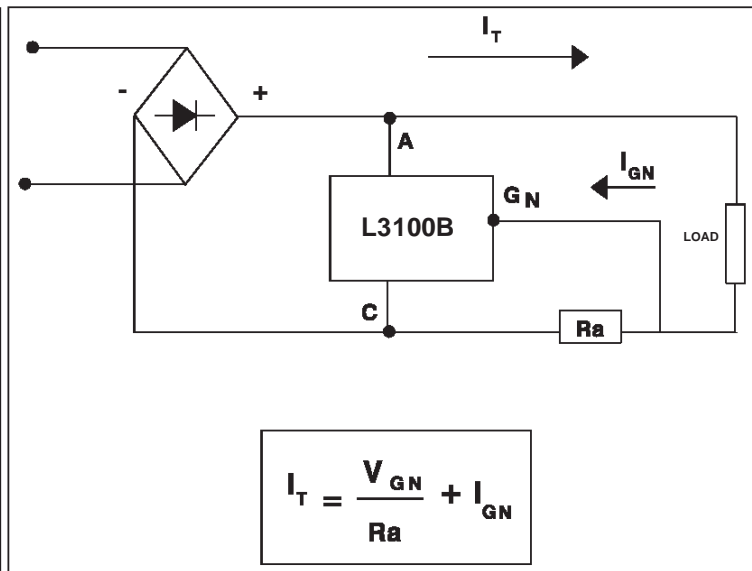 I_T
- +
A
I_GN
G_N
L3100B
LOAD
C
Ra
I_T = V_GN / Ra + I_GN